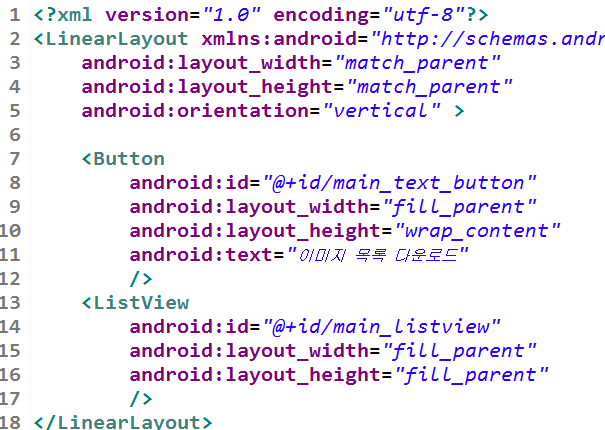 1 <?xml version="1.0" encoding="utf-8"?>
2 <LinearLayout xmlns:android="http://schemas.andr
3     android:layout_width="match_parent"
4     android:layout_height="match_parent"
5     android:orientation="vertical" >
6
7     <Button
8         android:id="@+id/main_text_button"
9         android:layout_width="fill_parent"
10         android:layout_height="wrap_content"
11         android:text="이미지 목록 다운로드"
12         />
13     <ListView
14         android:id="@+id/main_listview"
15         android:layout_width="fill_parent"
16         android:layout_height="fill_parent"
17         />
18 </LinearLayout>